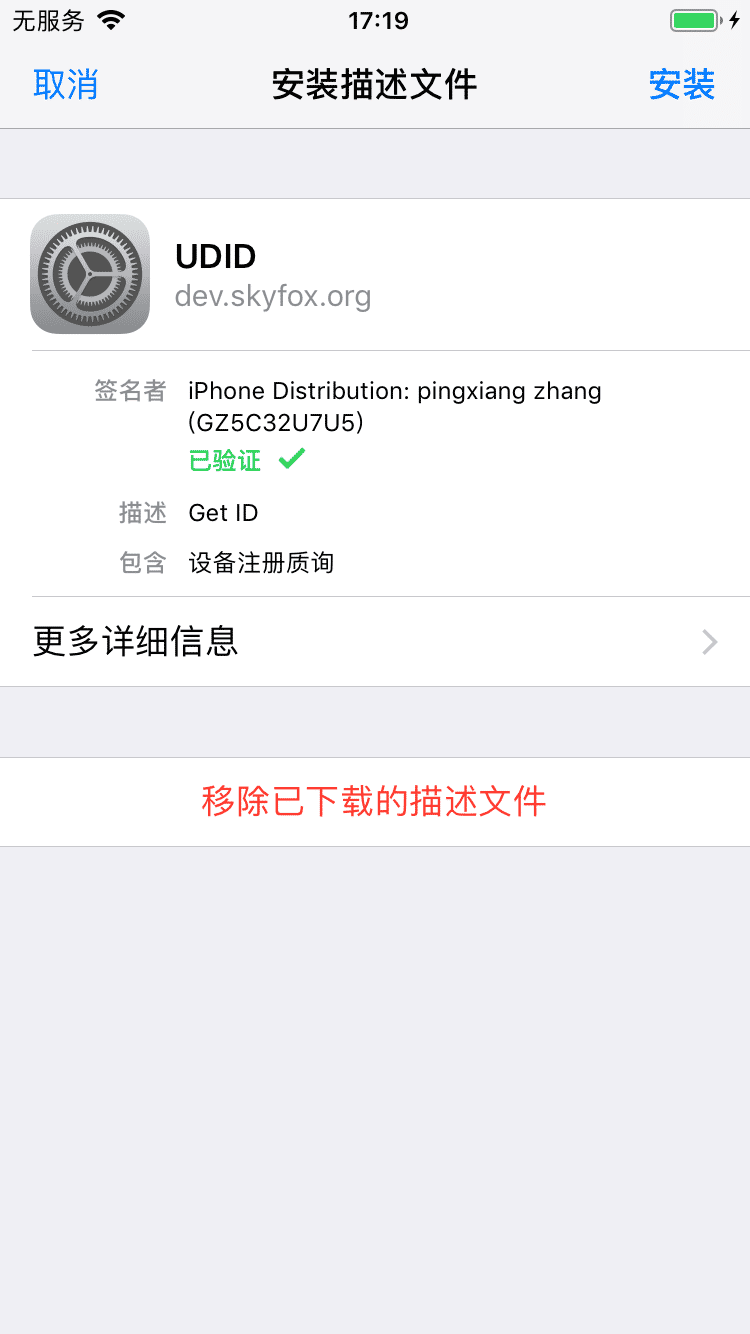 无服务 17:19
取消 安装描述文件 安装
UDID
dev.skyfox.org
签名者 iPhone Distribution: pingxiang zhang
(GZ5C32U7U5)
已验证
描述 Get ID
包含 设备注册质询
更多详细信息
移除已下载的描述文件